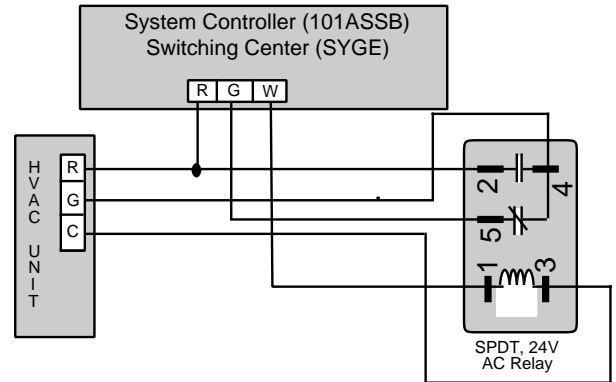 System Controller (101ASSB)
Switching Center (SYGE)
R G W
HVAC UNIT
R
G
C
2
4
5
1
3
SPDT, 24V
AC Relay